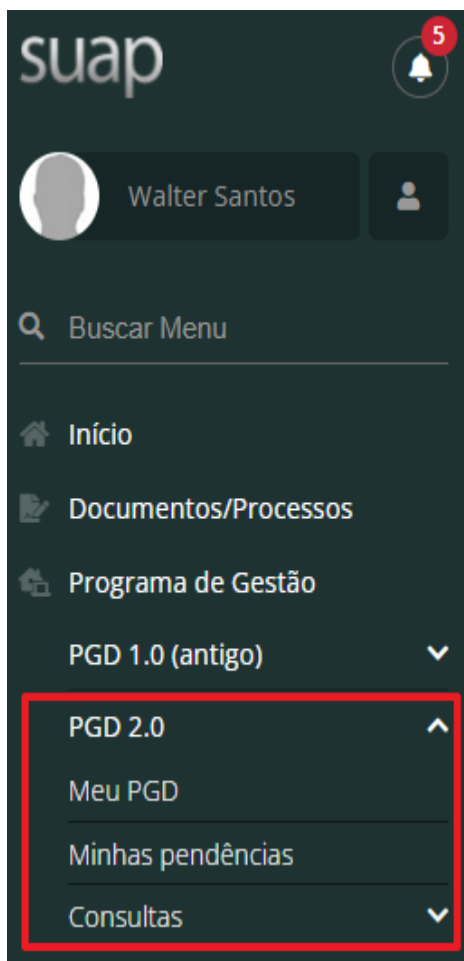 suap
5
Walter Santos
Buscar Menu
Início
Documentos/Processos
Programa de Gestão
PGD 1.0 (antigo)
PGD 2.0
Meu PGD
Minhas pendências
Consultas